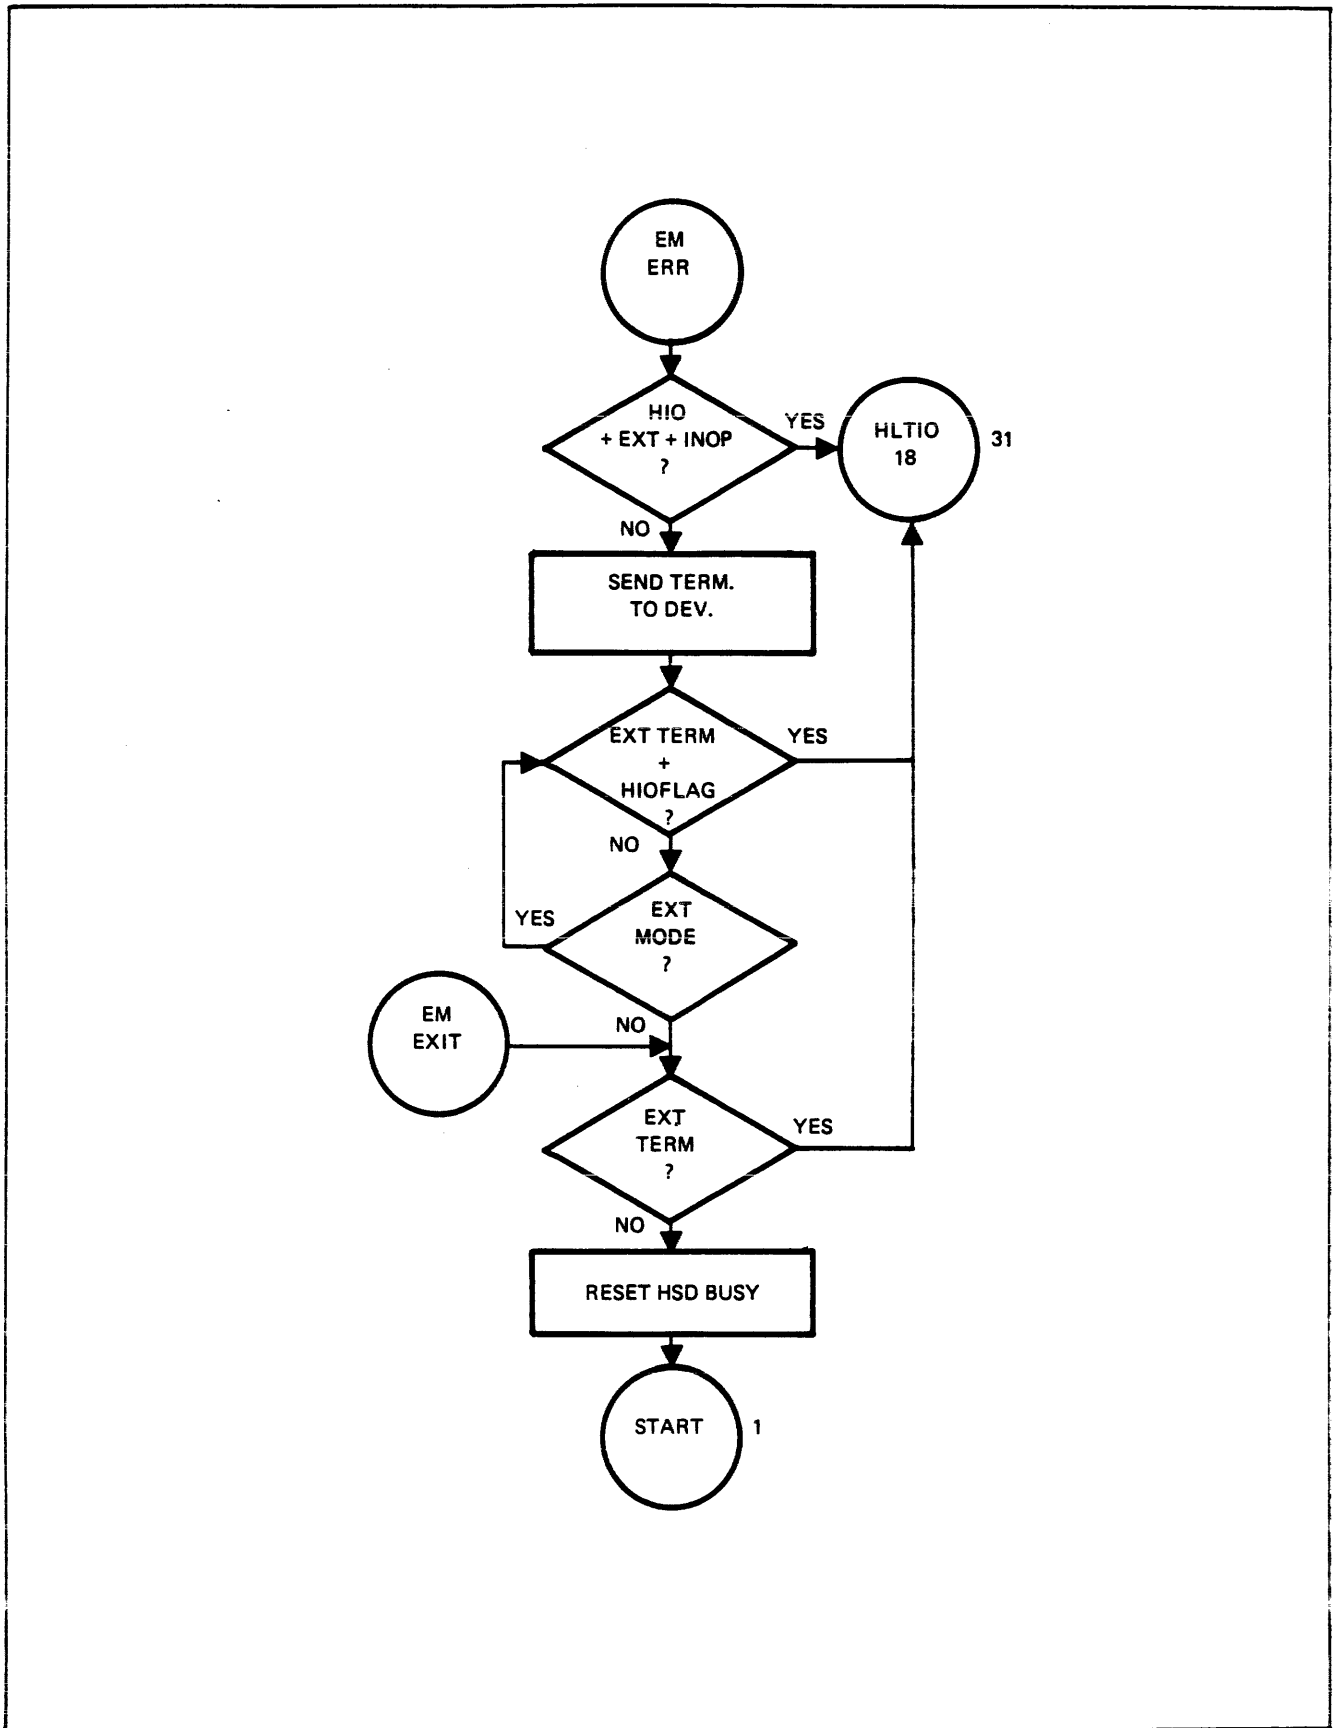 EM
ERR
HIO
+ EXT + INOP
?
YES
HLTIO
18
31
NO
SEND TERM.
TO DEV.
EXT TERM
+
HIOFLAG
?
YES
NO
EXT
MODE
?
YES
NO
EM
EXIT
EXT
TERM
?
YES
NO
RESET HSD BUSY
START
1